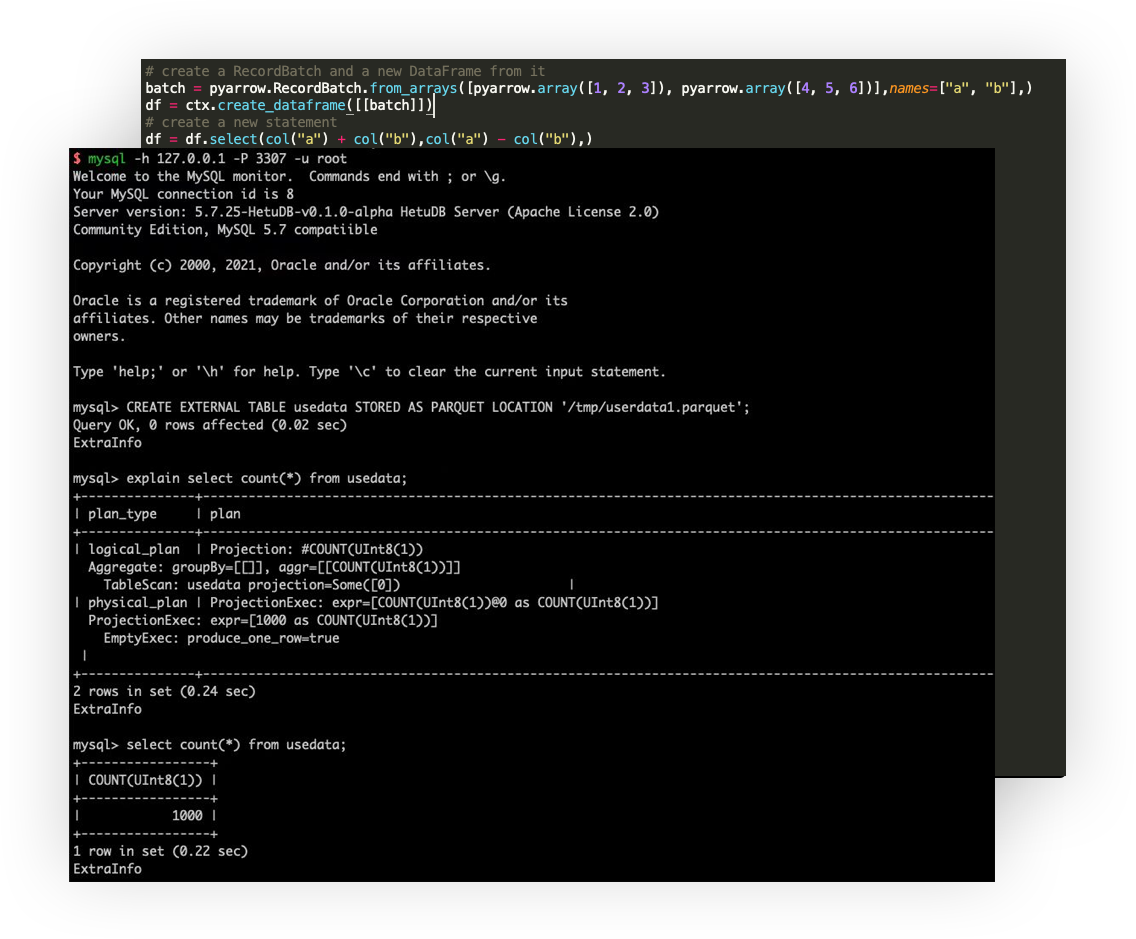 # create a RecordBatch and a new DataFrame from it
batch = pyarrow.RecordBatch.from_arrays([pyarrow.array([1, 2, 3]), pyarrow.array([4, 5, 6])],names=["a", "b"],)
df = ctx.create_dataframe([[batch]])
# create a new statement
df = df.select(col("a") + col("b"),col("a") - col("b"),)
$ mysql -h 127.0.0.1 -P 3307 -u root
Welcome to the MySQL monitor.  Commands end with ; or \g.
Your MySQL connection id is 8
Server version: 5.7.25-HetuDB-v0.1.0-alpha HetuDB Server (Apache License 2.0)
Community Edition, MySQL 5.7 compatiible
Copyright (c) 2000, 2021, Oracle and/or its affiliates.
Oracle is a registered trademark of Oracle Corporation and/or its
affiliates. Other names may be trademarks of their respective
owners.
Type 'help;' or '\h' for help. Type '\c' to clear the current input statement.
mysql> CREATE EXTERNAL TABLE usedata STORED AS PARQUET LOCATION '/tmp/userdata1.parquet';
Query OK, 0 rows affected (0.02 sec)
ExtraInfo
mysql> explain select count(*) from usedata;
+---------------+--------------------------------------------------------------------------------------------------------
| plan_type     | plan
+---------------+--------------------------------------------------------------------------------------------------------
| logical_plan  | Projection: #COUNT(UInt8(1))
  Aggregate: groupBy=[[]], aggr=[[COUNT(UInt8(1))]]
    TableScan: usedata projection=Some([0])                      |
| physical_plan | ProjectionExec: expr=[COUNT(UInt8(1))@0 as COUNT(UInt8(1))]
  ProjectionExec: expr=[1000 as COUNT(UInt8(1))]
    EmptyExec: produce_one_row=true
 |
+---------------+--------------------------------------------------------------------------------------------------------
2 rows in set (0.24 sec)
ExtraInfo
mysql> select count(*) from usedata;
+-----------------+
| COUNT(UInt8(1)) |
+-----------------+
|            1000 |
+-----------------+
1 row in set (0.22 sec)
ExtraInfo